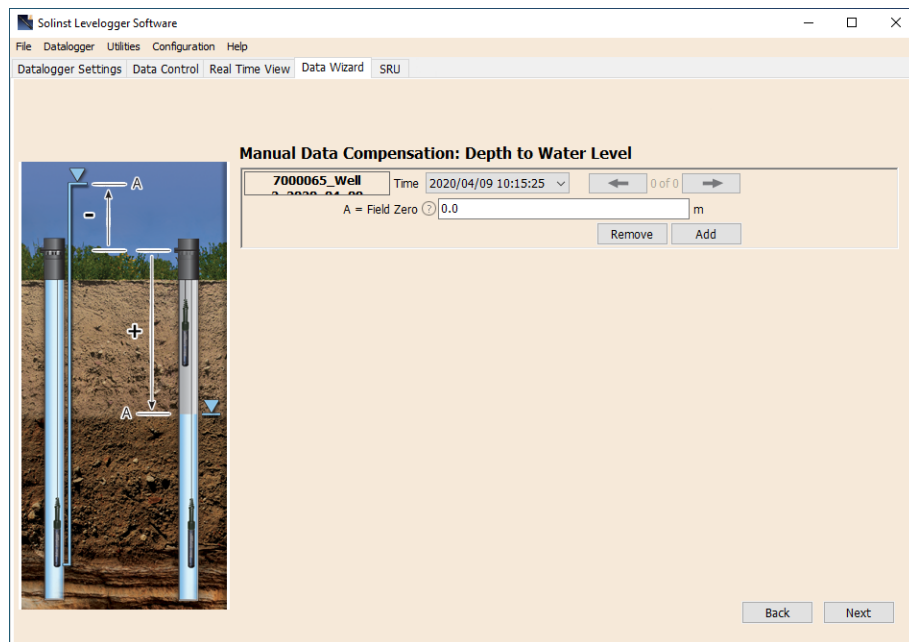 Solinst Levelogger Software
File Datalogger Utilities Configuration Help
Datalogger Settings Data Control Real Time View Data Wizard SRU
Manual Data Compensation: Depth to Water Level
7000065_Well Time 2020/04/09 10:15:25 0 of 0
A = Field Zero ? 0.0 m
Remove Add
A
-
+
A
Back Next